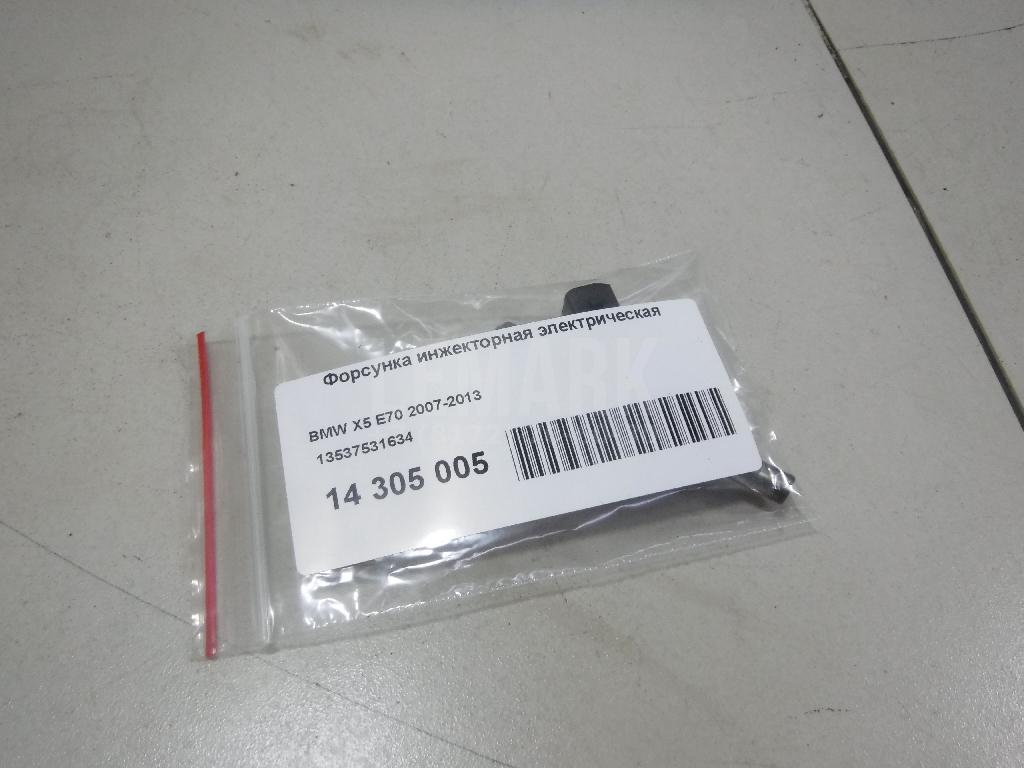 Форсунка инжекторная электрическая
BMW X5 E70 2007-2013
13537531634
14 305 005